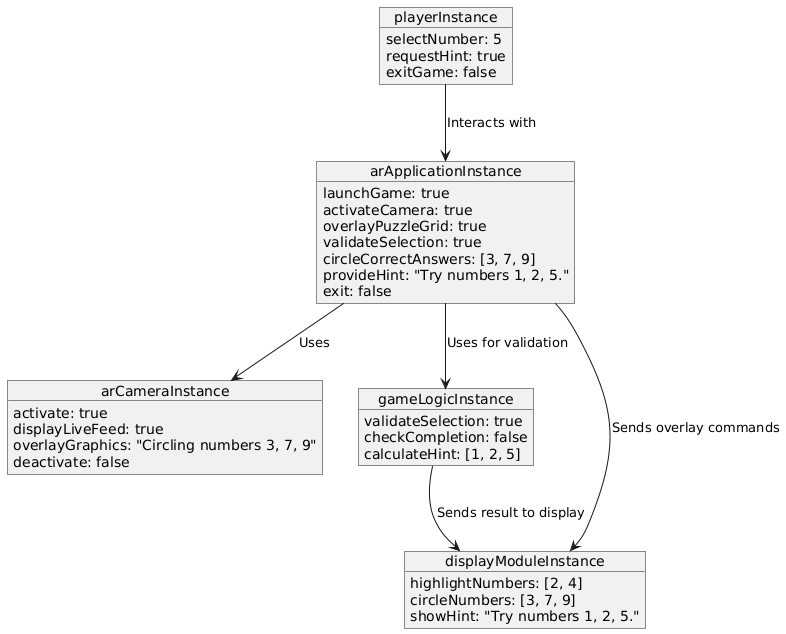 playerInstance
selectNumber: 5
requestHint: true
exitGame: false
Interacts with
arApplicationInstance
launchGame: true
activateCamera: true
overlayPuzzleGrid: true
validateSelection: true
circleCorrectAnswers: [3, 7, 9]
provideHint: "Try numbers 1, 2, 5."
exit: false
Uses
Uses for validation
arCameraInstance
activate: true
displayLiveFeed: true
overlayGraphics: "Circling numbers 3, 7, 9"
deactivate: false
gameLogicInstance
validateSelection: true
checkCompletion: false
calculateHint: [1, 2, 5]
Sends overlay commands
Sends result to display
displayModuleInstance
highlightNumbers: [2, 4]
circleNumbers: [3, 7, 9]
showHint: "Try numbers 1, 2, 5."